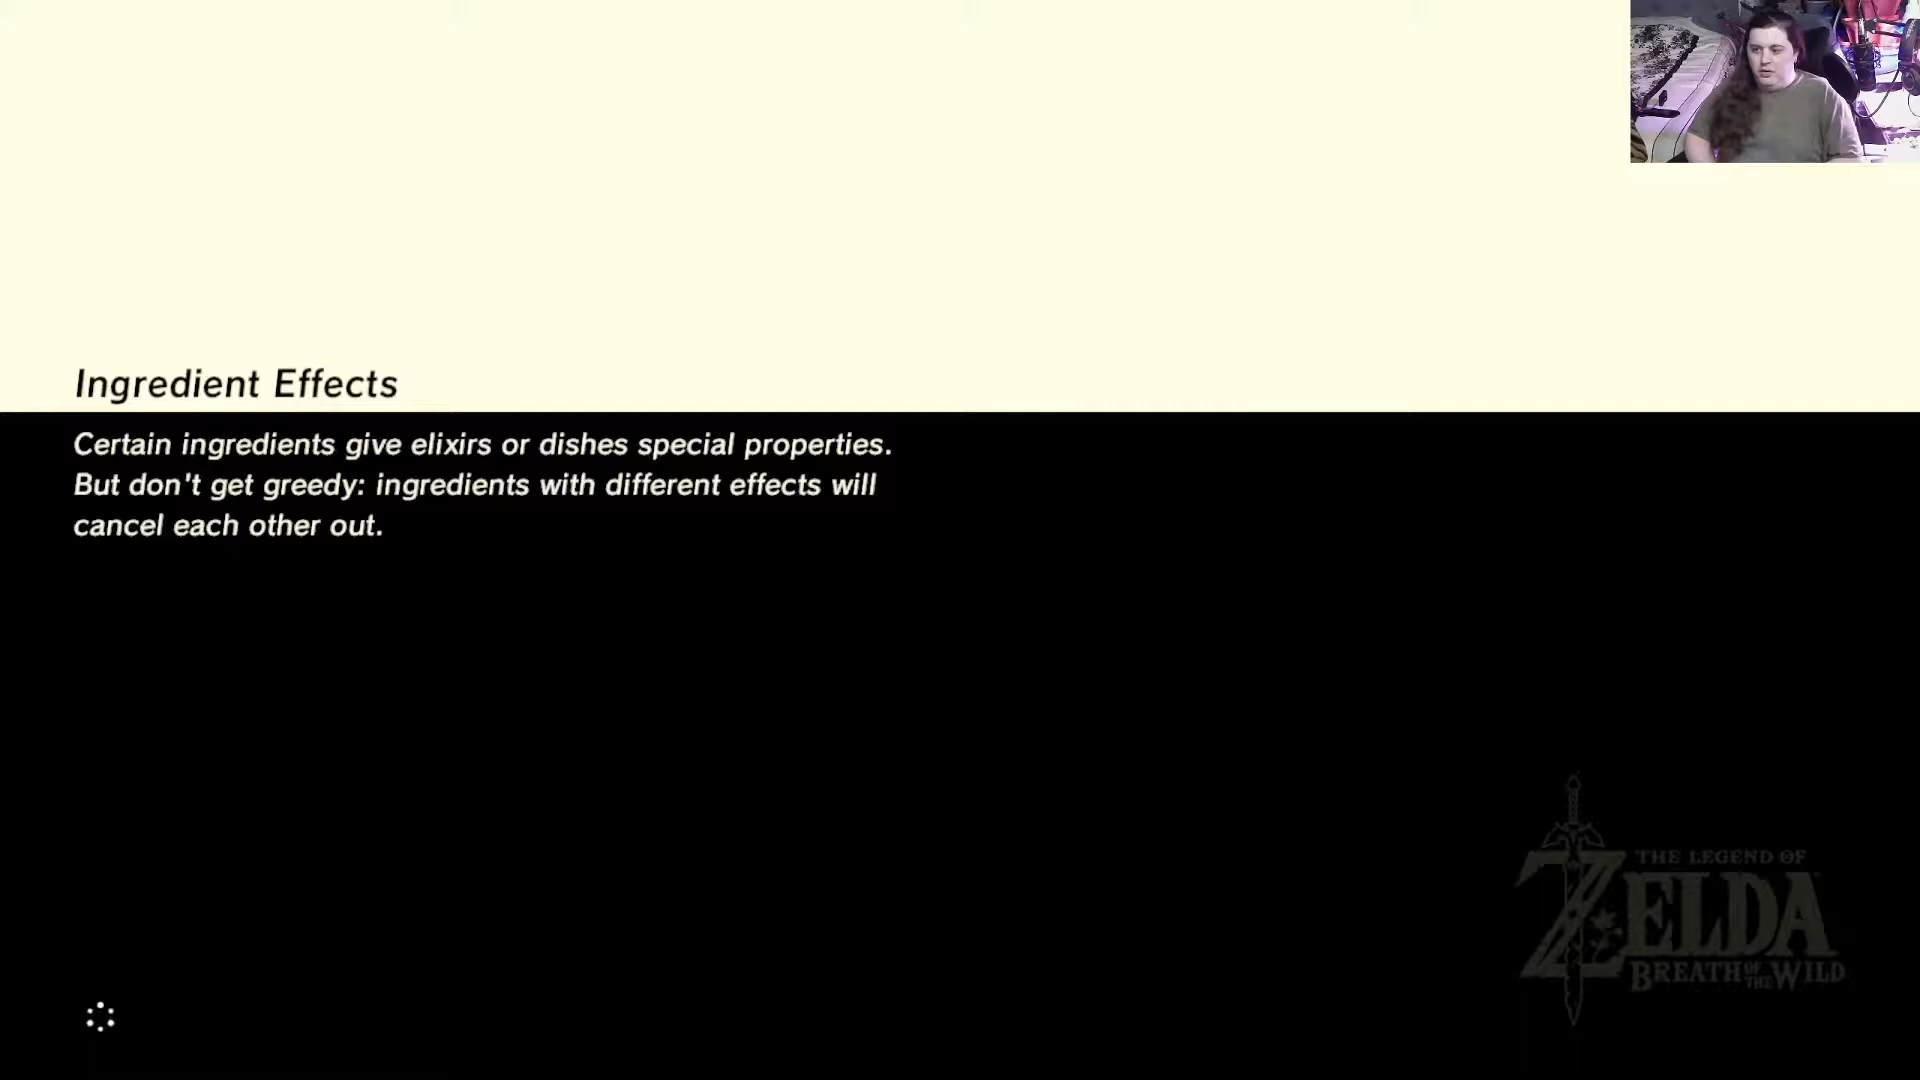 Ingredient Effects
Certain ingredients give elixirs or dishes special properties.
But don't get greedy: ingredients with different effects will
cancel each other out.
THE LEGEND OF
ZELDA
BREATH OF THE WILD